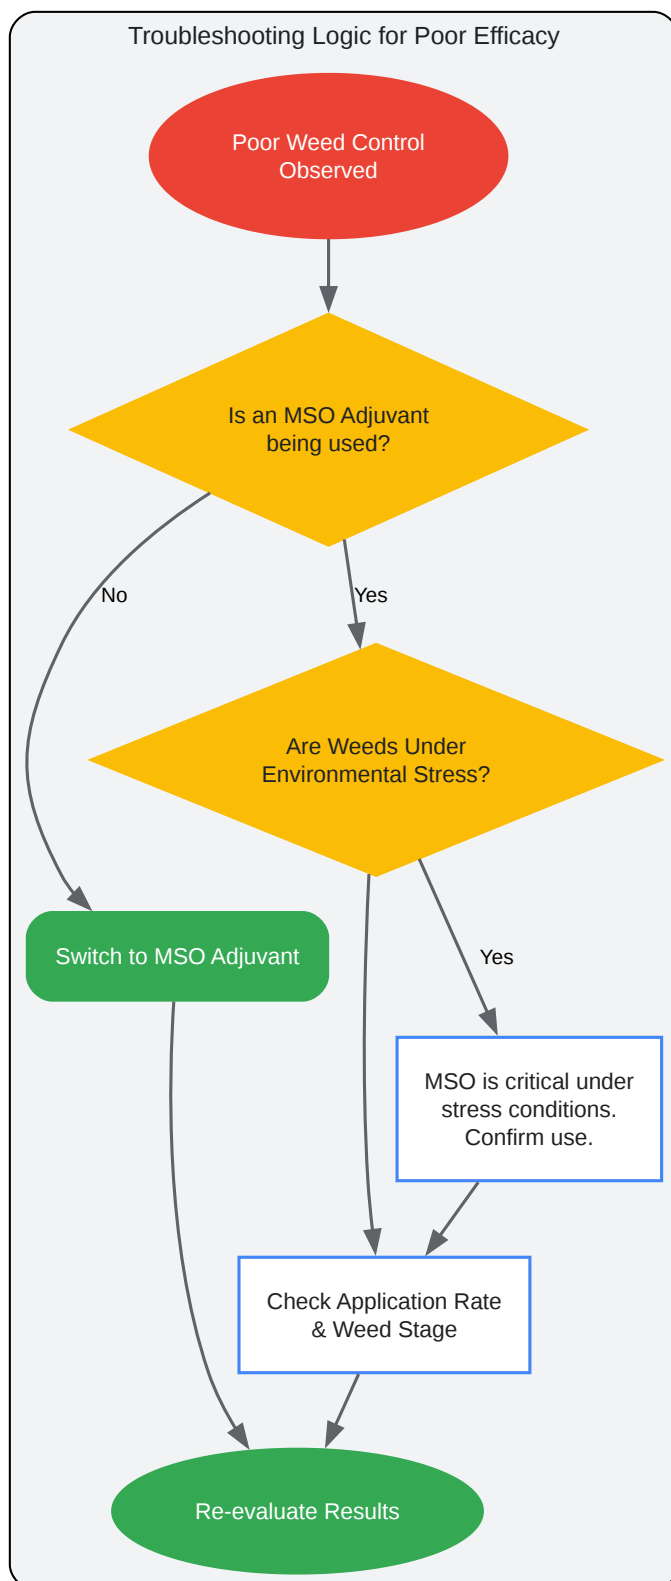 Troubleshooting Logic for Poor Efficacy
Poor Weed Control
Observed
Is an MSO Adjuvant
being used?
No
Yes
Are Weeds Under
Environmental Stress?
Switch to MSO Adjuvant
Yes
MSO is critical under
stress conditions.
Confirm use.
Check Application Rate
& Weed Stage
Re-evaluate Results